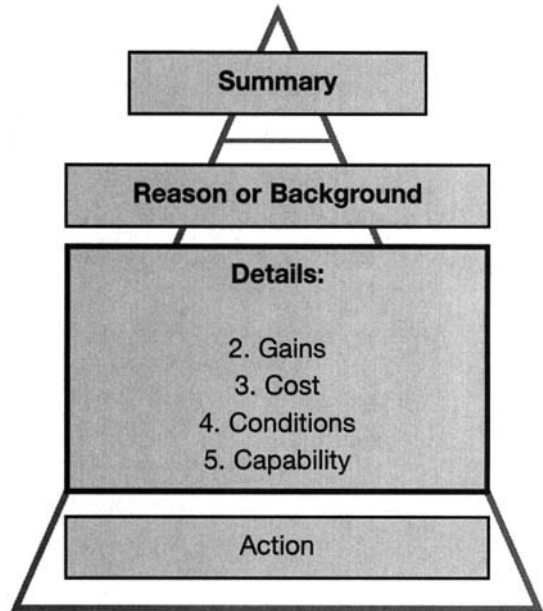 Summary
Reason or Background
Details:
2. Gains
3. Cost
4. Conditions
5. Capability
Action